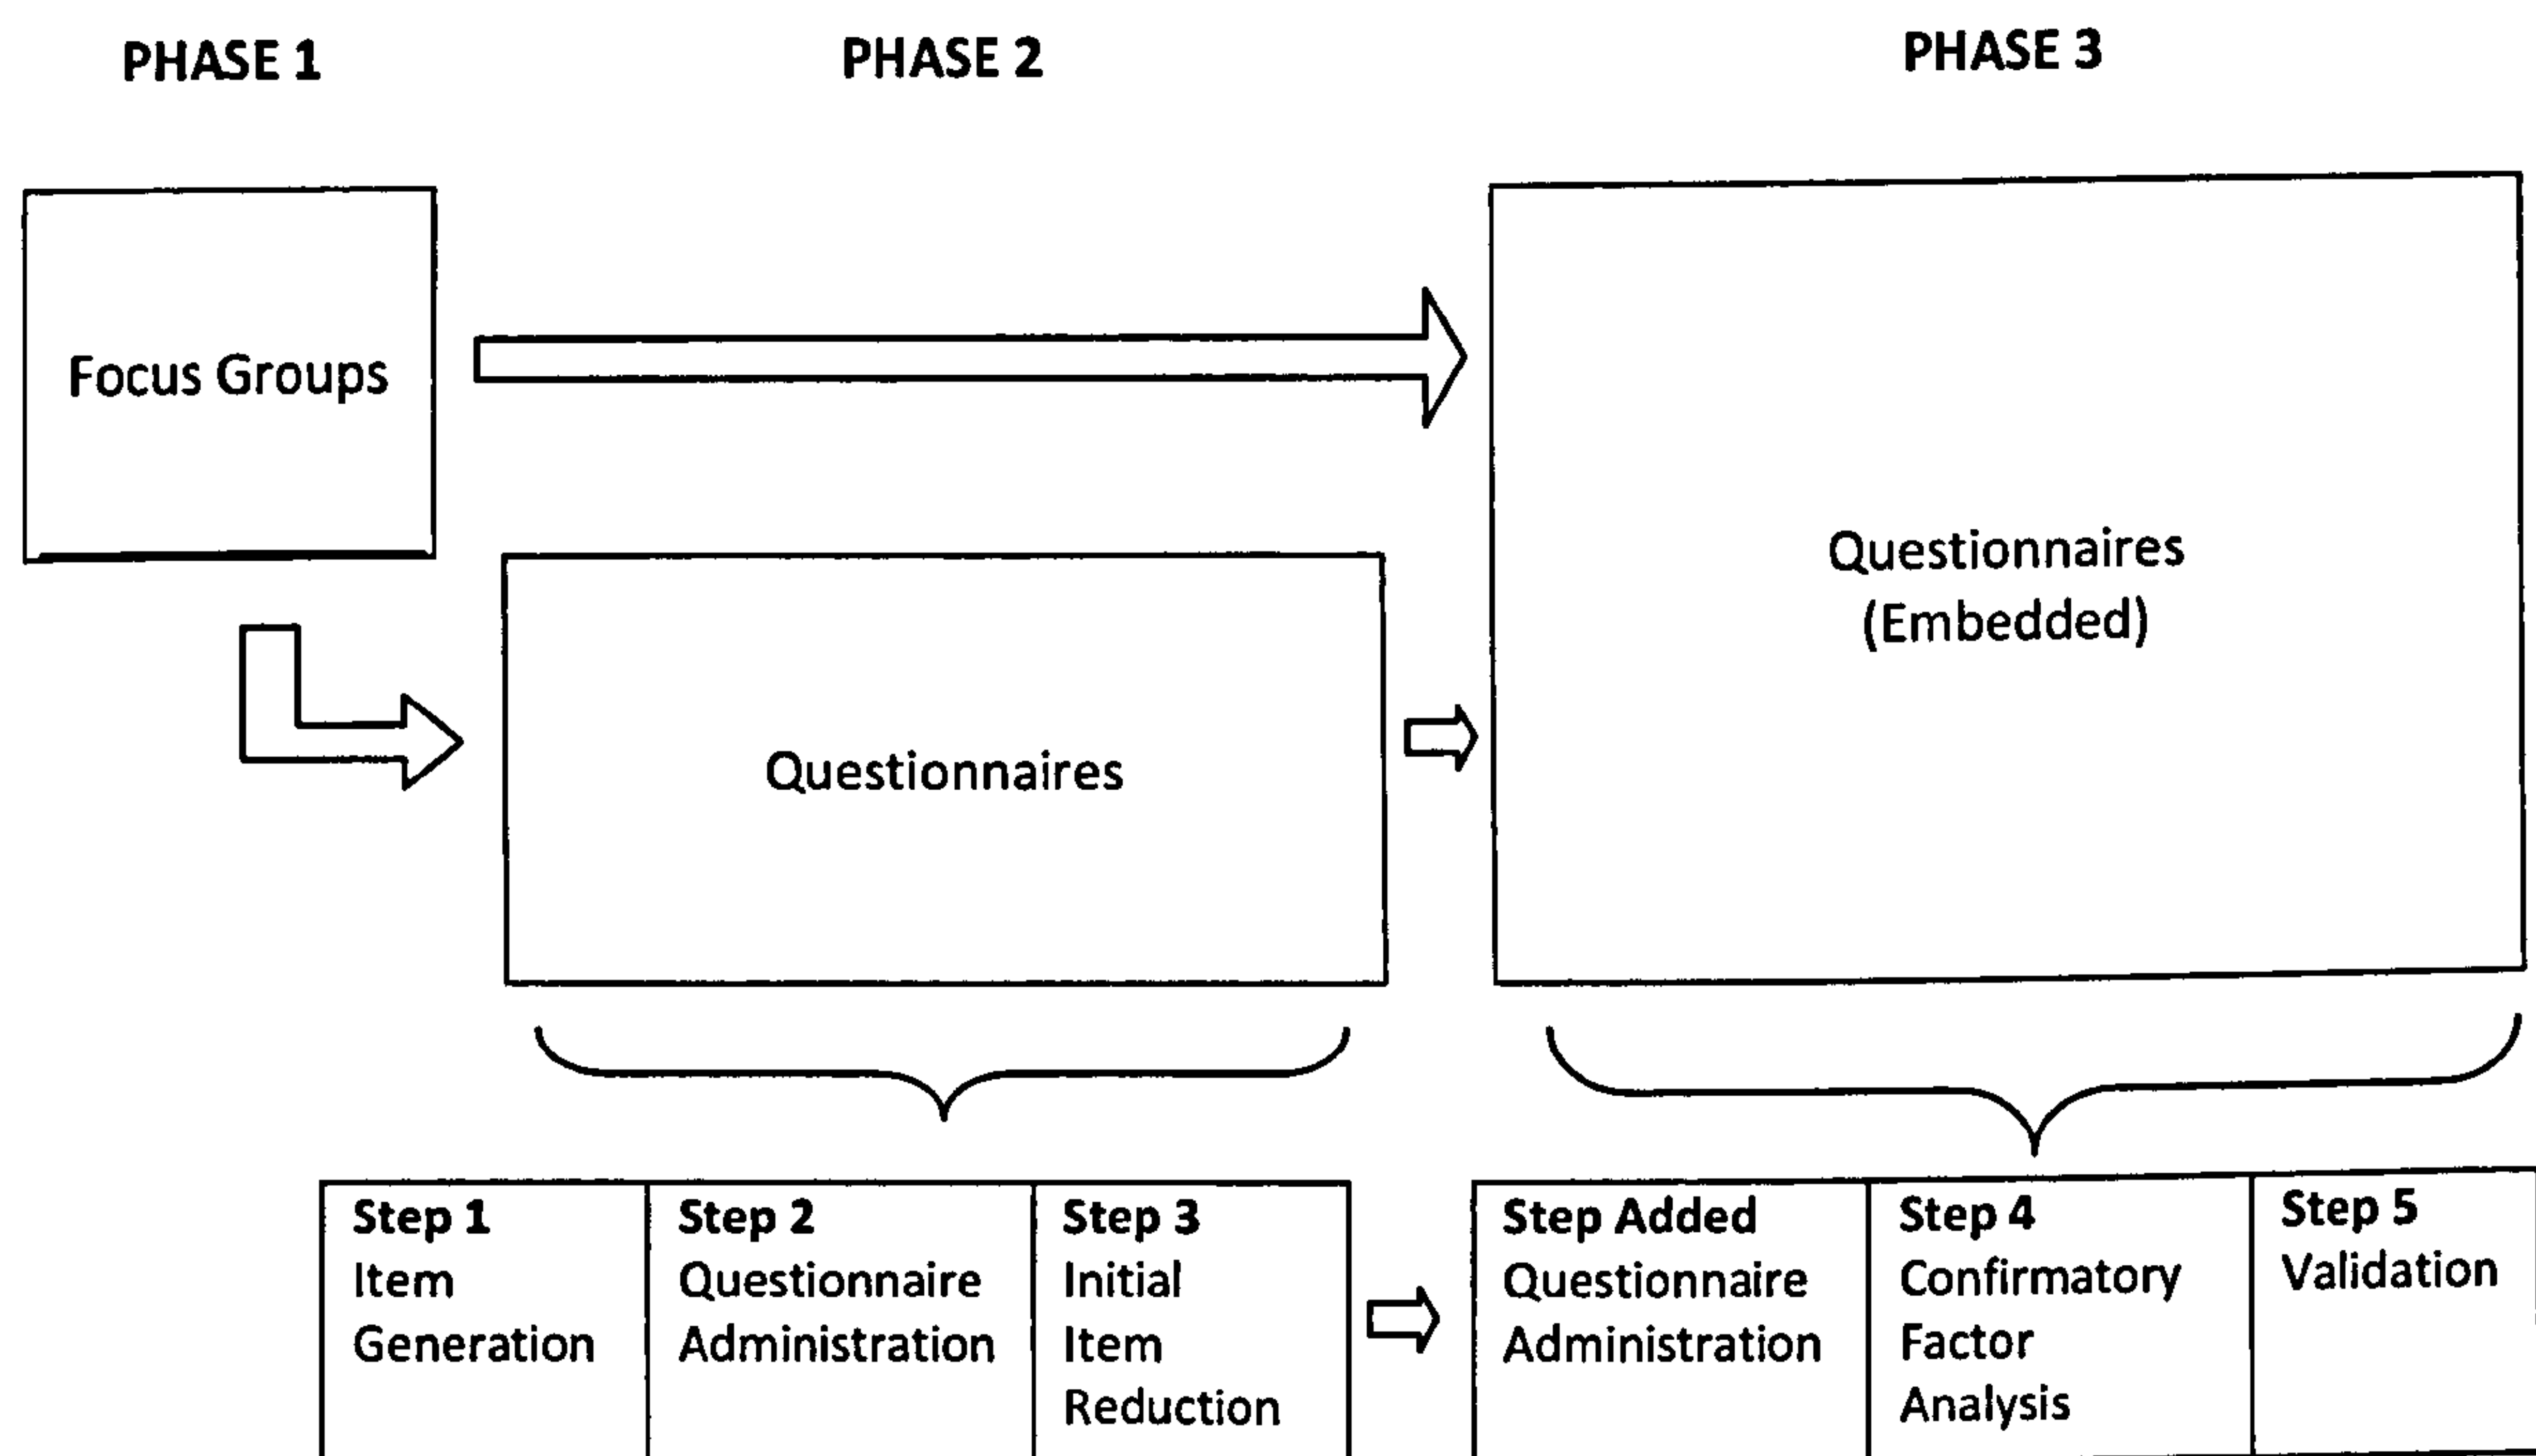 PHASE 1
PHASE 2
PHASE 3
Focus Groups
Questionnaires
(Embedded)
Questionnaires
Step 1
Item
Generation
Step 2
Questionnaire
Administration
Step 3
Initial
Item
Reduction
Step Added
Questionnaire
Administration
Step 4
Confirmatory
Factor
Analysis
Step 5
Validation